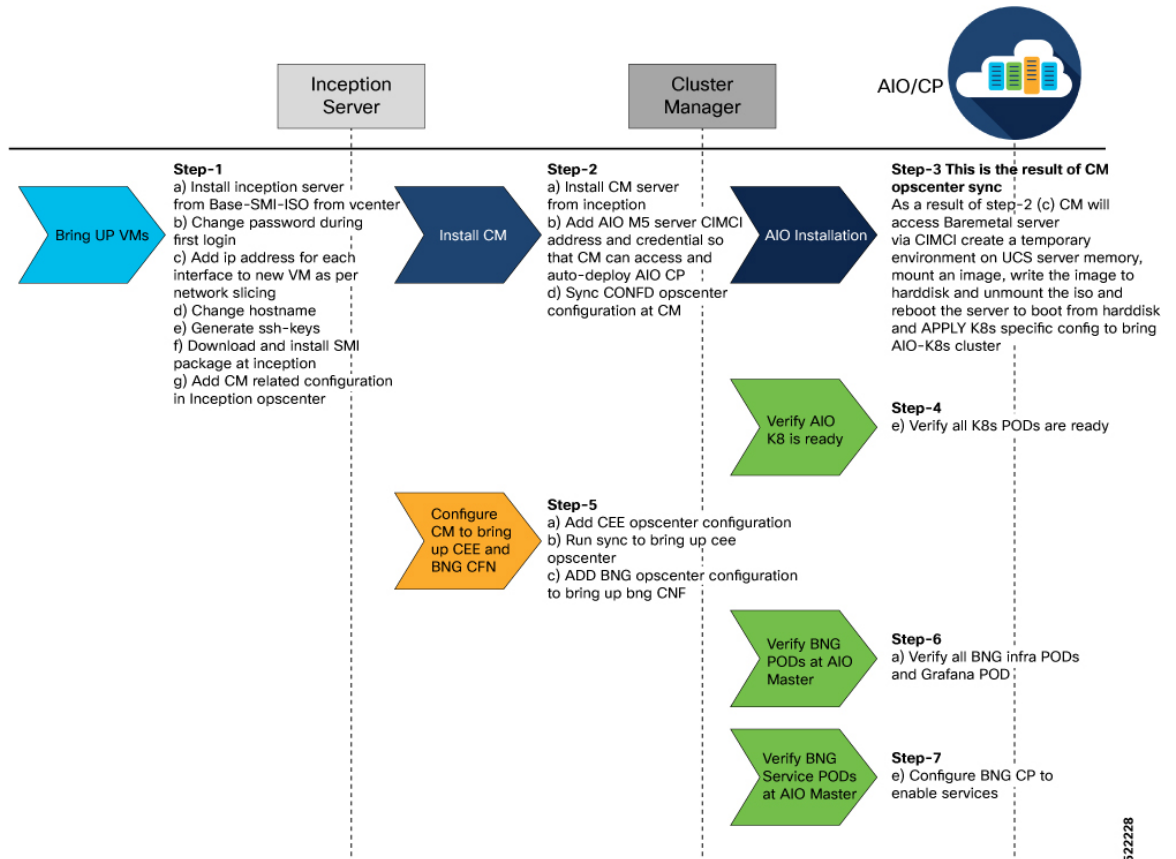 Inception
Server
Cluster
Manager
AIO/CP
Bring UP VMs
Step-1
a) Install inception server
from Base-SMI-ISO from vcenter
b) Change password during
first login
c) Add ip address for each
interface to new VM as per
network slicing
d) Change hostname
e) Generate ssh-keys
f) Download and install SMI
package at inception
g) Add CM related configuration
in Inception opscenter
Install CM
Step-2
a) Install CM server
from inception
b) Add AIO M5 server CIMCI
address and credential so
that CM can access and
auto-deploy AIO CP
d) Sync CONFD opscenter
configuration at CM
AIO Installation
Step-3 This is the result of CM
opscenter sync
As a result of step-2 (c) CM will
access Baremetal server
via CIMCI create a temporary
environment on UCS server memory,
mount an image, write the image to
harddisk and unmount the iso and
reboot the server to boot from harddisk
and APPLY K8s specific config to bring
AIO-K8s cluster
Verify AIO
K8 is ready
Step-4
e) Verify all K8s PODs are ready
Configure
CM to bring
up CEE and
BNG CFN
Step-5
a) Add CEE opscenter configuration
b) Run sync to bring up cee
opscenter
c) ADD BNG opscenter configuration
to bring up bng CNF
Verify BNG
PODs at AIO
Master
Step-6
a) Verify all BNG infra PODs
and Grafana POD
Verify BNG
Service PODs
at AIO Master
Step-7
e) Configure BNG CP to
enable services
522228